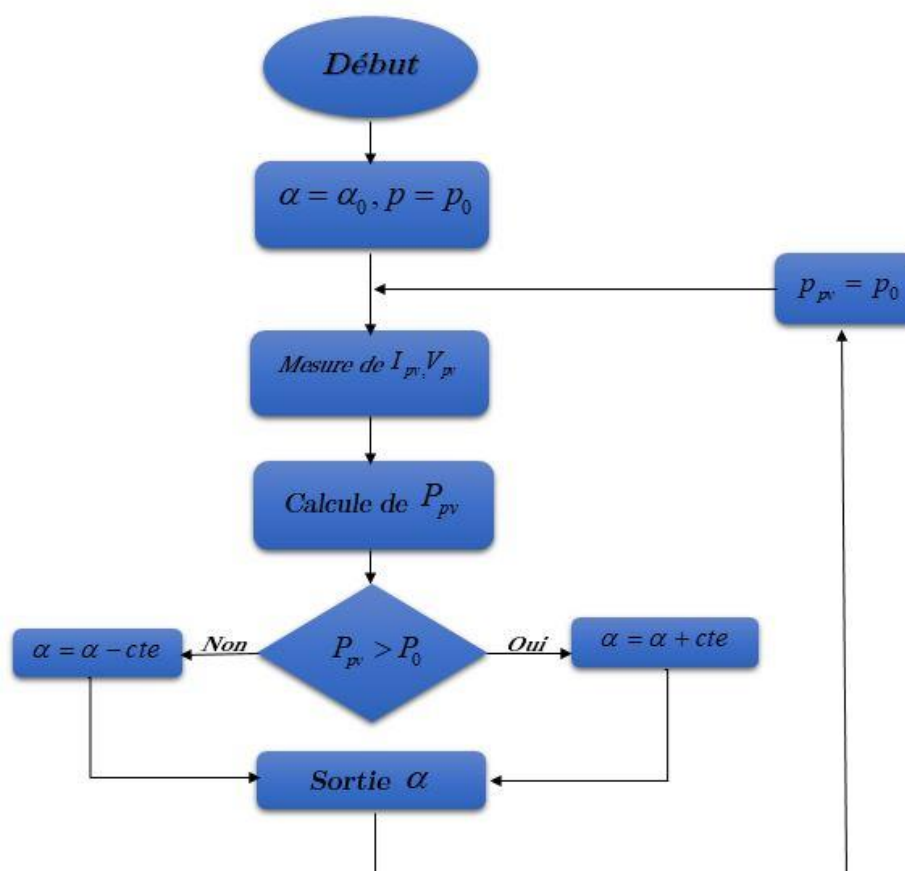 Début
α = α₀, p = p₀
p_pv = p₀
Mesure de I_pv, V_pv
Calcule de P_pv
α = α − cte
Non
P_pv > P₀
Oui
α = α + cte
Sortie α